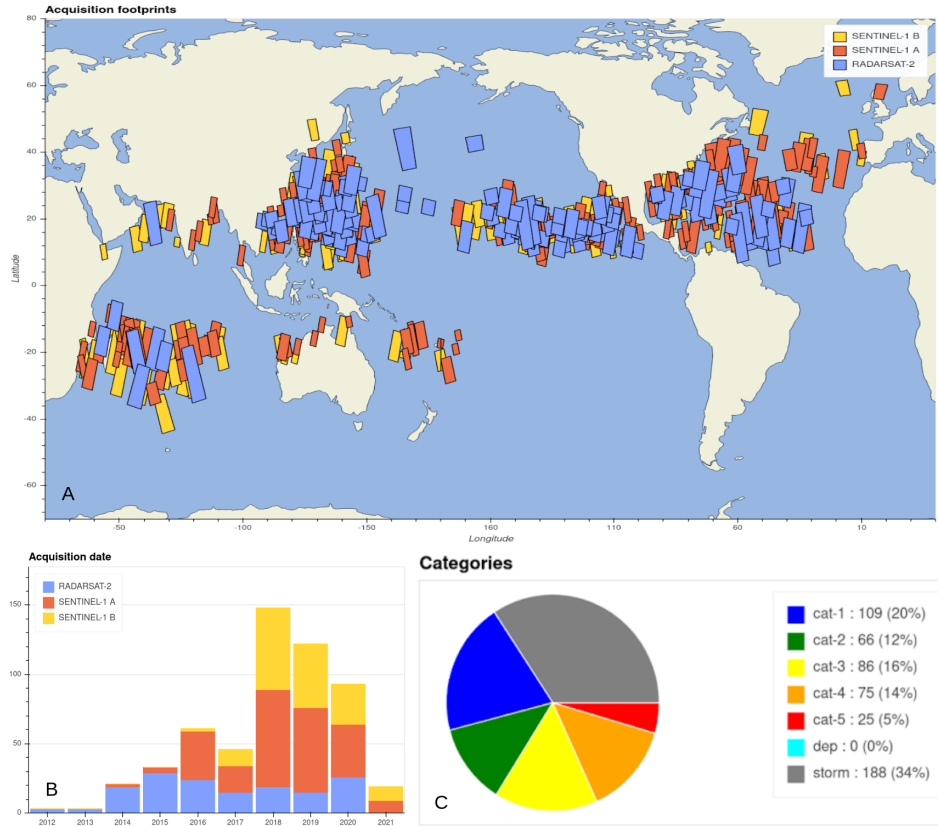 Acquisition footprints
80
60
40
20
0
-20
-40
-60
Latitude
SENTINEL-1 B
SENTINEL-1 A
RADARSAT-2
A
-50
-100
-150
160
110
60
10
Longitude
Acquisition date
RADARSAT-2
SENTINEL-1 A
SENTINEL-1 B
150
100
50
0
B
2012
2013
2014
2015
2016
2017
2018
2019
2020
2021
Categories
cat-1 : 109 (20%)
cat-2 : 66 (12%)
cat-3 : 86 (16%)
cat-4 : 75 (14%)
cat-5 : 25 (5%)
dep : 0 (0%)
storm : 188 (34%)
C